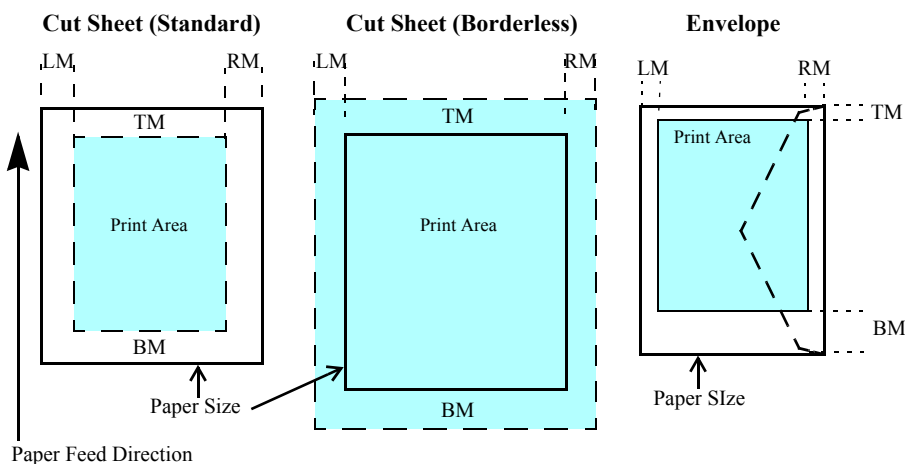 Cut Sheet (Standard)
Cut Sheet (Borderless)
Envelope
LM
RM
TM
Print Area
BM
LM
RM
TM
Print Area
BM
LM
RM
TM
Print Area
BM
Paper Size
Paper SIze
Paper Feed Direction